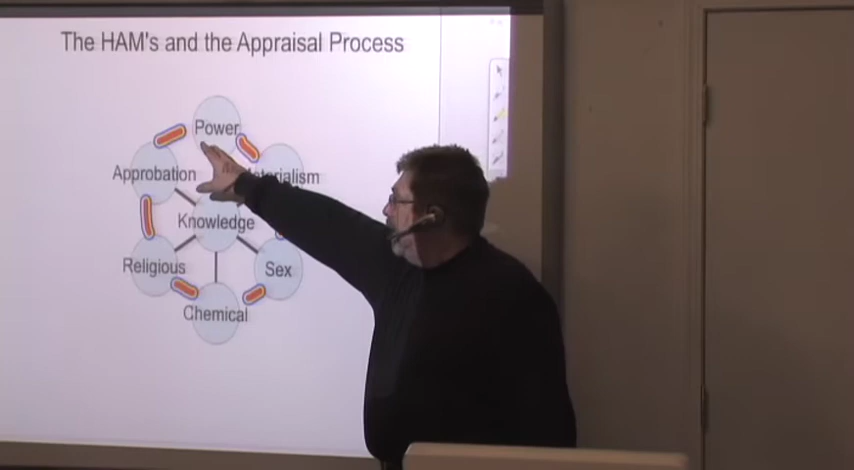 The HAM's and the Appraisal Process
Power
Approbation
Knowledge
Religious
Sex
Chemical